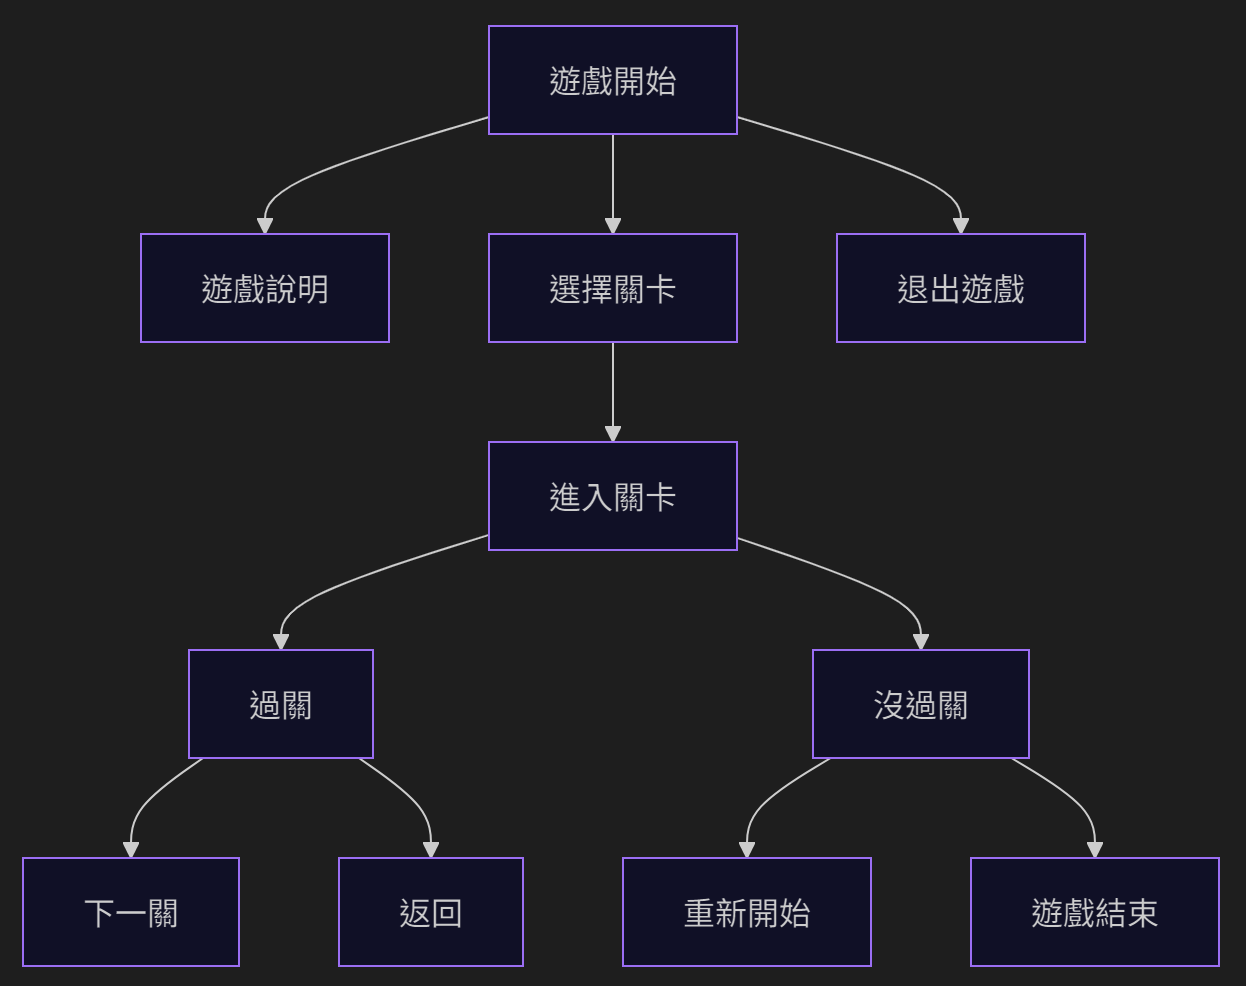 遊戲開始
遊戲說明
選擇關卡
退出遊戲
進入關卡
過關
沒過關
下一關
返回
重新開始
遊戲結束